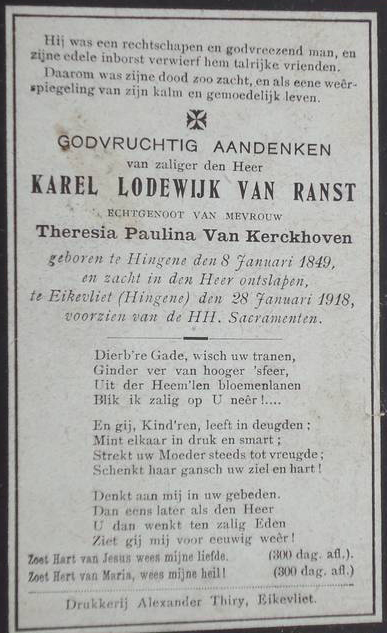 Hij was een rechtschapen en godvreezend man, en
zijne edele inborst verwierf hem talrijke vrienden.
Daarom was zijne dood zoo zacht, en als eene weêr-
spiegeling van zijn kalm en gemoedelijk leven.
GODVRUCHTIG AANDENKEN
van zaliger den Heer
KAREL LODEWIJK VAN RANST
ECHTGENOOT VAN MEVROUW
Theresia Paulina Van Kerckhoven
geboren te Hingene den 8 Januari 1849,
en zacht in den Heer ontslapen,
te Eikevliet (Hingene) den 28 Januari 1918,
voorzien van de HH. Sacramenten.
Dierb're Gade, wisch uw tranen,
Ginder ver van hooger 'sfeer,
Uit der Heem'len bloemenlanen
Blik ik zalig op U neêr!....
En gij, Kind'ren, leeft in deugden ;
Mint elkaar in druk en smart ;
Strekt uw Moeder steeds tot vreugde ;
Schenkt haar gansch uw ziel en hart !
Denkt aan mij in uw gebeden.
Dan eens later als den Heer
U dan wenkt ten zalig Eden
Ziet gij mij voor eeuwig weêr !
Zoet Hart van Jesus wees mijne liefde. (300 dag. afl.).
Zoet Hert van Maria, wees mijne heil! (300 dag. afl.)
Drukkerij Alexander Thiry, Eikevliet.